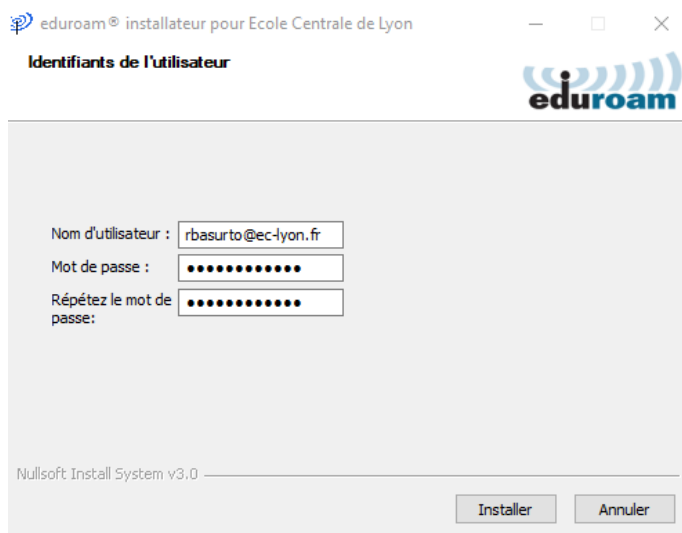 eduroam® installateur pour Ecole Centrale de Lyon
Identifiants de l'utilisateur
eduroam
Nom d'utilisateur : rbasurto@ec-lyon.fr
Mot de passe : ●●●●●●●●●●●●
Répétez le mot de passe: ●●●●●●●●●●●●
Nullsoft Install System v3.0
Installer Annuler